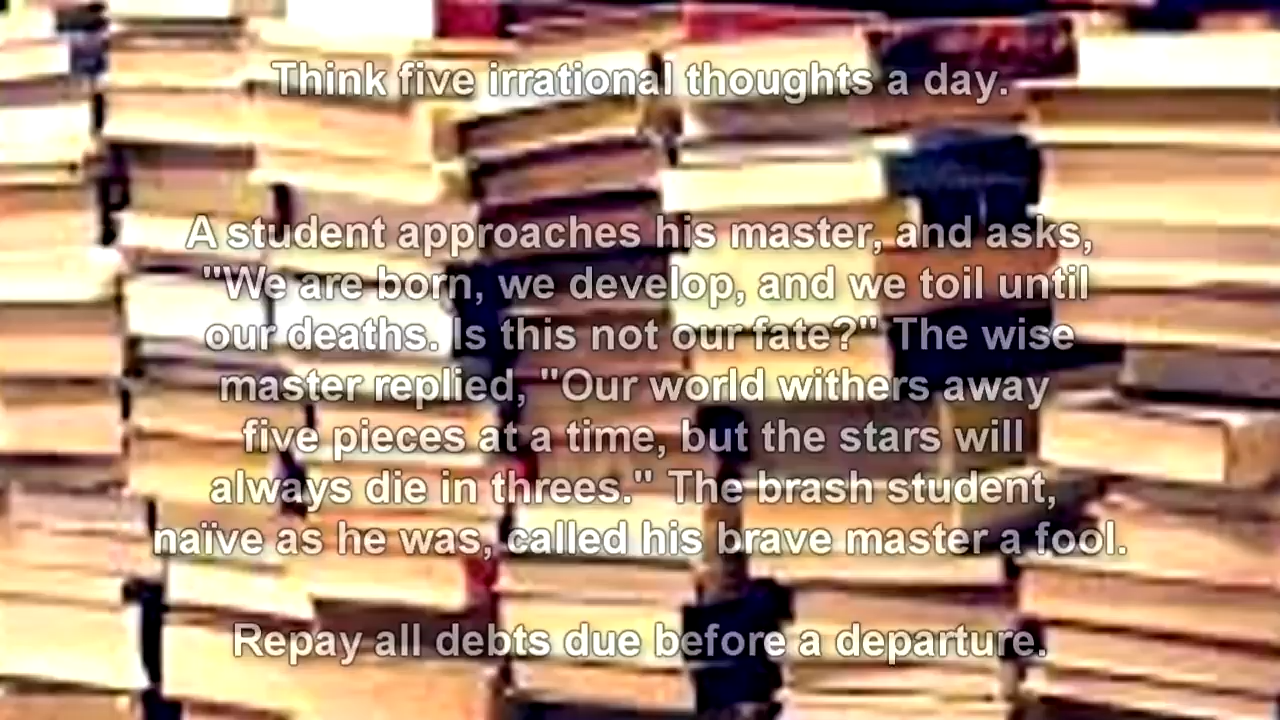 Think five irrational thoughts a day.
A student approaches his master, and asks,
"We are born, we develop, and we toil until
our deaths. Is this not our fate?" The wise
master replied, "Our world withers away
five pieces at a time, but the stars will
always die in threes." The brash student,
naïve as he was, called his brave master a fool.
Repay all debts due before a departure.